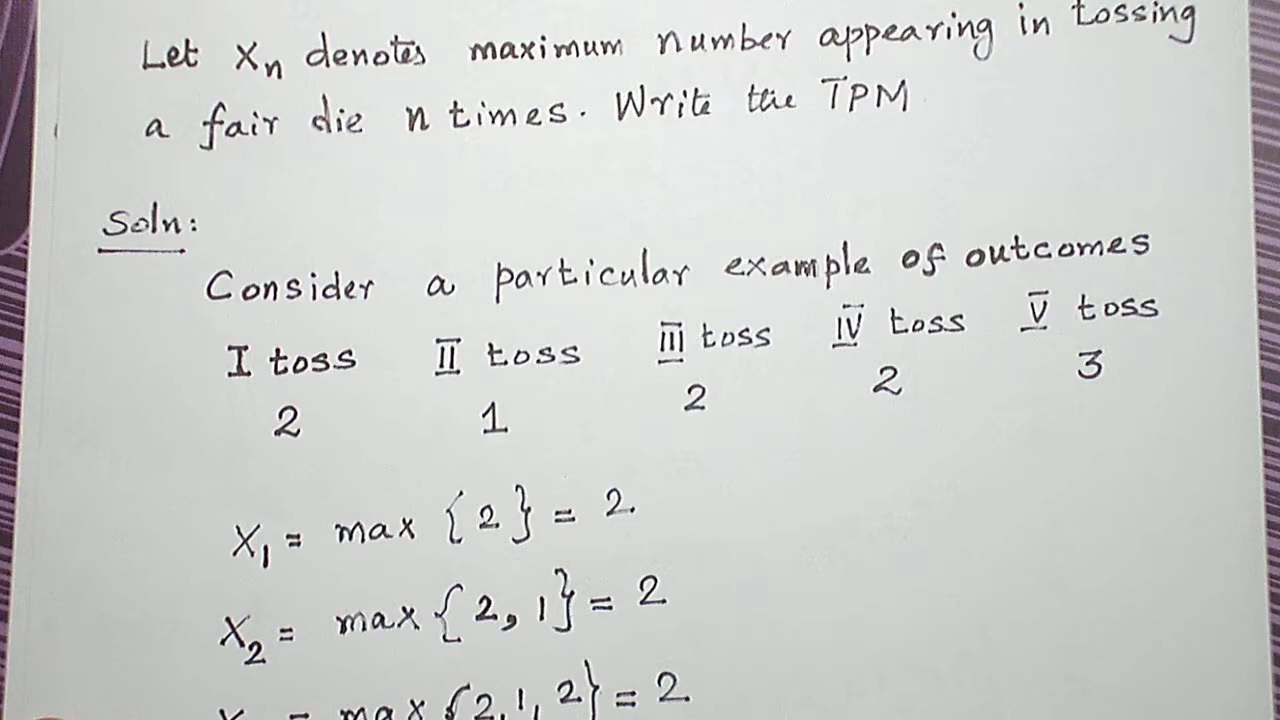 Let Xn denotes maximum number appearing in tossing
a fair die n times. Write the TPM
Soln:
Consider a particular example of outcomes
I toss II toss III toss IV toss V toss
2 1 2 2 3
X1 = max {2} = 2.
X2 = max {2, 1} = 2
= max {2, 1, 2} = 2